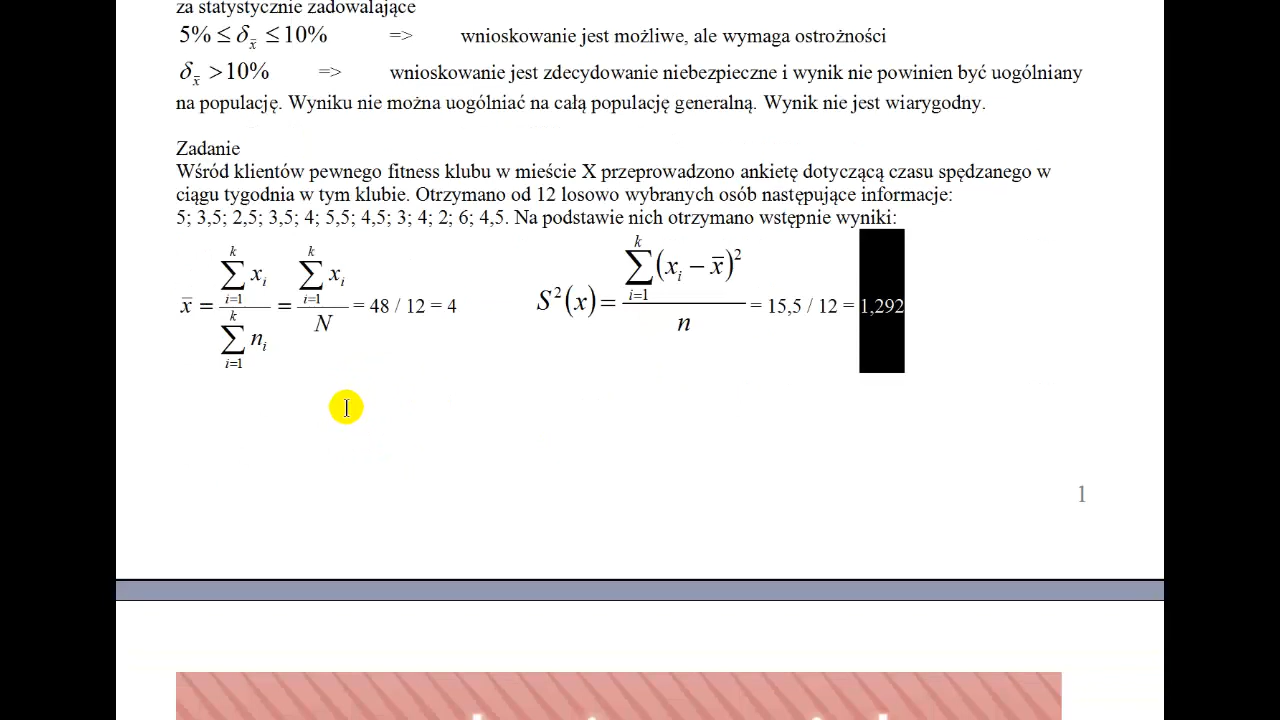 za statystycznie zadowalające
5% ≤ δx̄ ≤ 10% => wnioskowanie jest możliwe, ale wymaga ostrożności
δx̄ > 10% => wnioskowanie jest zdecydowanie niebezpieczne i wynik nie powinien być uogólniany
na populację. Wyniku nie można uogólniać na całą populację generalną. Wynik nie jest wiarygodny.
Zadanie
Wśród klientów pewnego fitness klubu w mieście X przeprowadzono ankietę dotyczącą czasu spędzanego w
ciągu tygodnia w tym klubie. Otrzymano od 12 losowo wybranych osób następujące informacje:
5; 3,5; 2,5; 3,5; 4; 5,5; 4,5; 3; 4; 2; 6; 4,5. Na podstawie nich otrzymano wstępnie wyniki:
x̄ = ∑_{i=1}^{k} x_i / ∑_{i=1}^{k} n_i = ∑_{i=1}^{k} x_i / N = 48 / 12 = 4 S²(x) = ∑_{i=1}^{k} (x_i − x̄)² / n = 15,5 / 12 = 1,292
1